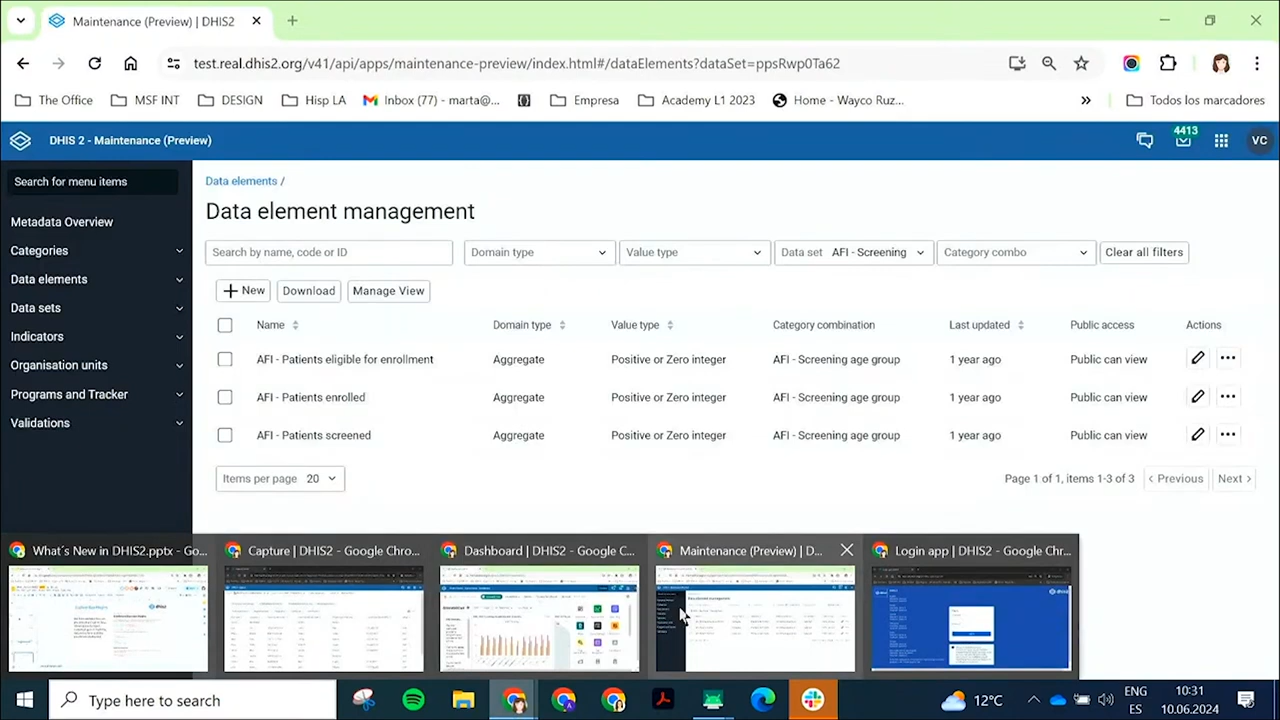 Maintenance (Preview) | DHIS2
test.real.dhis2.org/v41/api/apps/maintenance-preview/index.html#/dataElements?dataSet=ppsRwp0Ta62
The Office
MSF INT
DESIGN
Hisp LA
Inbox (77) - marta@...
Empresa
Academy L1 2023
Home - Wayco Ruz...
»
Todos los marcadores
DHIS 2 - Maintenance (Preview)
4413
VC
Search for menu items
Metadata Overview
Categories
Data elements
Data sets
Indicators
Organisation units
Programs and Tracker
Validations
Data elements /
Data element management
Search by name, code or ID
Domain type
Value type
Data set AFI - Screening
Category combo
Clear all filters
New
Download
Manage View
Name Domain type Value type Category combination Last updated Public access Actions
AFI - Patients eligible for enrollment Aggregate Positive or Zero integer AFI - Screening age group 1 year ago Public can view
AFI - Patients enrolled Aggregate Positive or Zero integer AFI - Screening age group 1 year ago Public can view
AFI - Patients screened Aggregate Positive or Zero integer AFI - Screening age group 1 year ago Public can view
Items per page 20
Page 1 of 1, items 1-3 of 3
Previous
Next
What's New in DHIS2.pptx - Go...
Capture | DHIS2 - Google Chro...
| DHIS2 - Google C...
(Preview) | D...
Login app | DHIS2 - Google Chr...
Type here to search
12°C
ENG
ES
10:31
10.06.2024